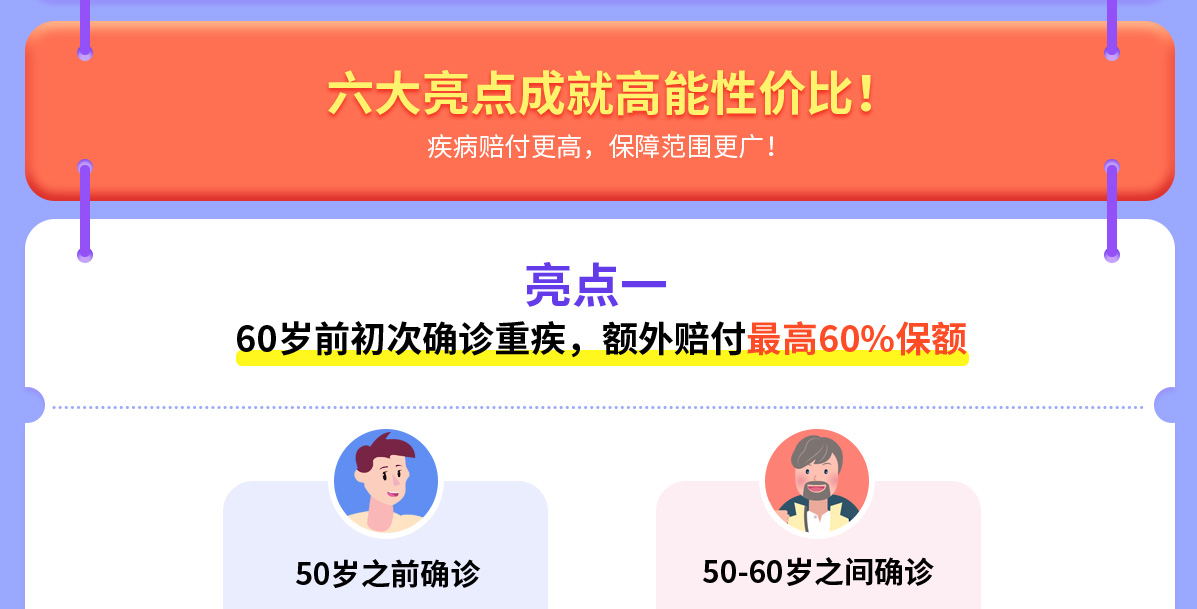 六大亮点成就高能性价比！
疾病赔付更高，保障范围更广！
亮点一
60岁前初次确诊重疾，额外赔付最高60%保额
50岁之前确诊
50-60岁之间确诊